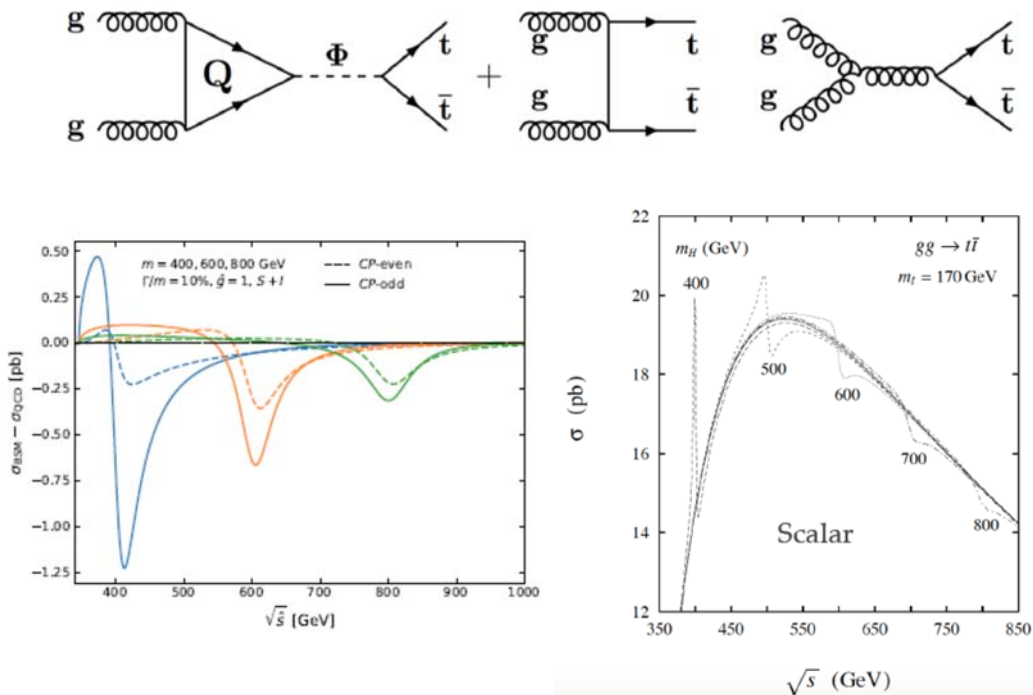 g
Q
Φ
t
t̄
g
+
g
g
t
t̄
g
g
t
t̄
σ_BSM − σ_QCD [pb]
0.50
0.25
0.00
−0.25
−0.50
−0.75
−1.00
−1.25
m = 400, 600, 800 GeV
Γ/m = 10%, ĝ = 1, S + I
CP-even
CP-odd
400
500
600
700
800
900
1000
√ŝ [GeV]
σ (pb)
22
20
18
16
14
12
m_H (GeV)
gg → tt̄
m_t = 170 GeV
400
500
600
700
800
Scalar
350
450
550
650
750
850
√s (GeV)